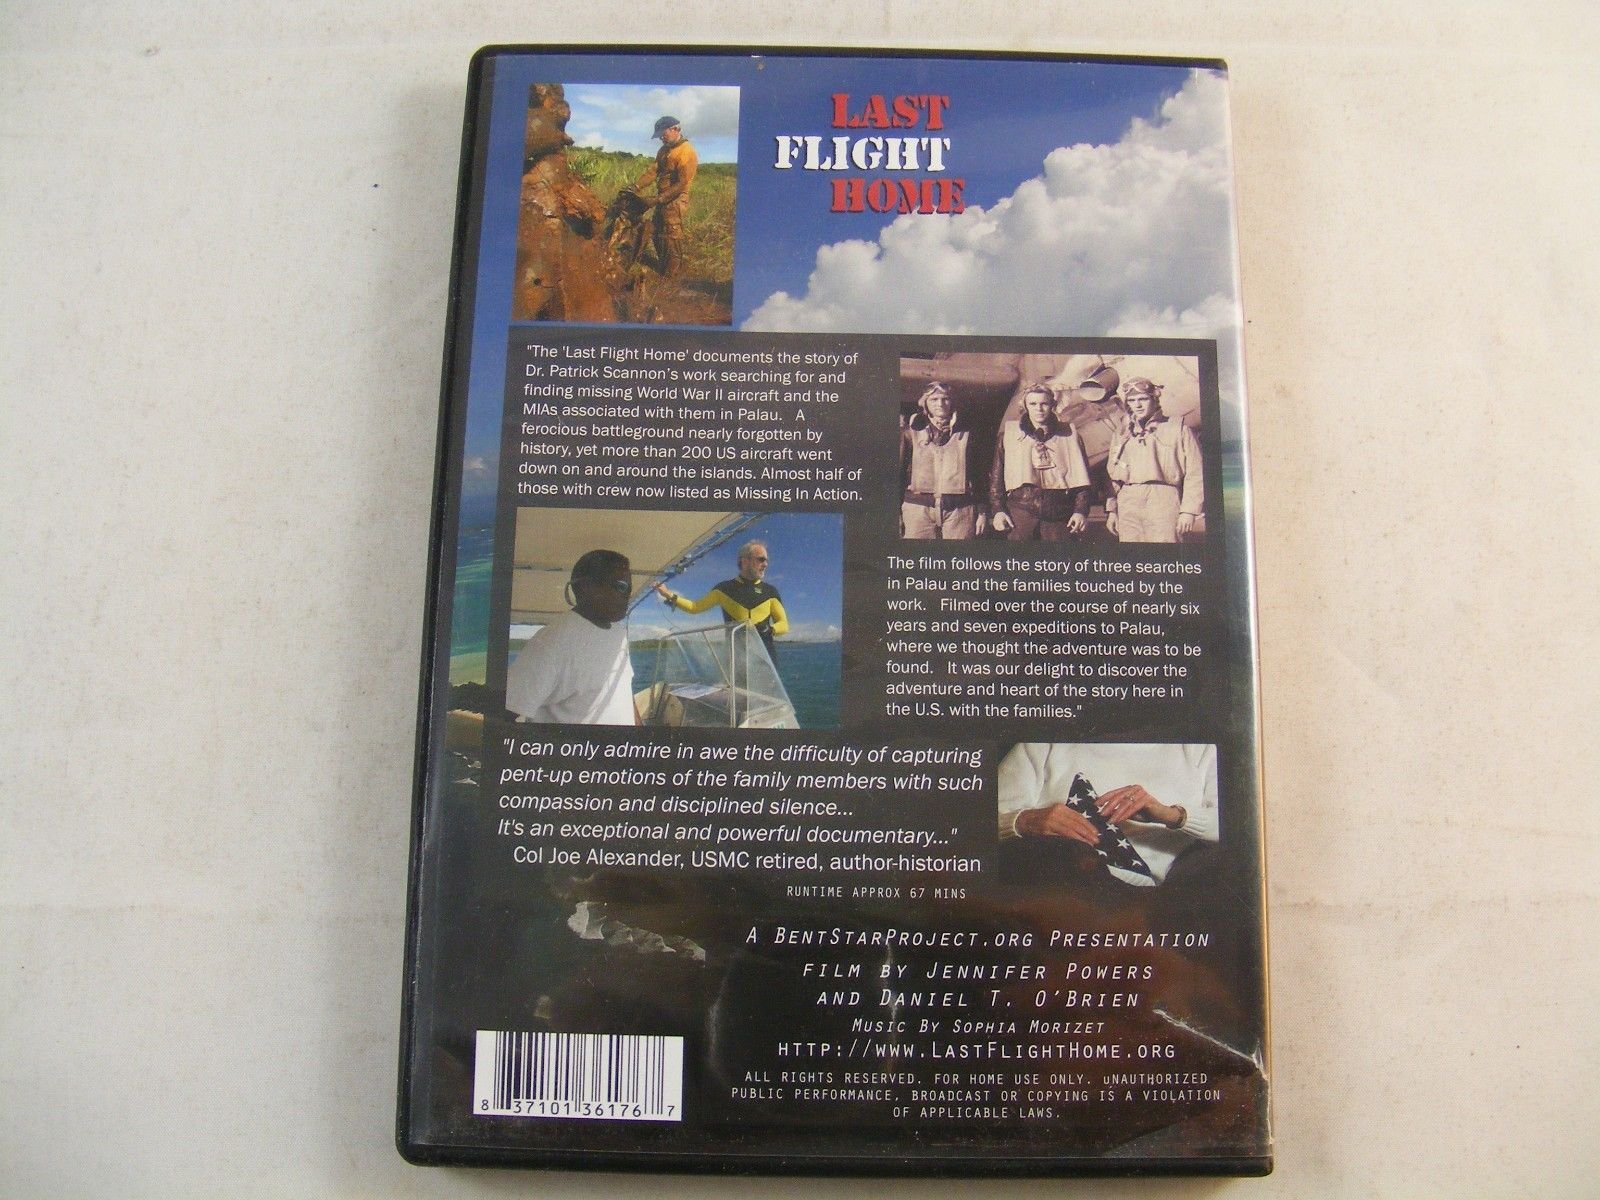 LAST
FLIGHT
HOME
"The 'Last Flight Home' documents the story of
Dr. Patrick Scannon's work searching for and
finding missing World War II aircraft and the
MIAs associated with them in Palau. A
ferocious battleground nearly forgotten by
history, yet more than 200 US aircraft went
down on and around the islands. Almost half of
those with crew now listed as Missing In Action.
The film follows the story of three searches
in Palau and the families touched by the
work. Filmed over the course of nearly six
years and seven expeditions to Palau,
where we thought the adventure was to be
found. It was our delight to discover the
adventure and heart of the story here in
the U.S. with the families."
"I can only admire in awe the difficulty of capturing
pent-up emotions of the family members with such
compassion and disciplined silence...
It's an exceptional and powerful documentary..."
Col Joe Alexander, USMC retired, author-historian
RUNTIME APPROX 67 MINS
A BENTSTARPROJECT.ORG PRESENTATION
FILM BY JENNIFER POWERS
AND DANIEL T. O'BRIEN
MUSIC BY SOPHIA MORIZET
HTTP://WWW.LASTFLIGHTHOME.ORG
ALL RIGHTS RESERVED. FOR HOME USE ONLY. UNAUTHORIZED
PUBLIC PERFORMANCE, BROADCAST OR COPYING IS A VIOLATION
OF APPLICABLE LAWS.
8 37101 36176 7